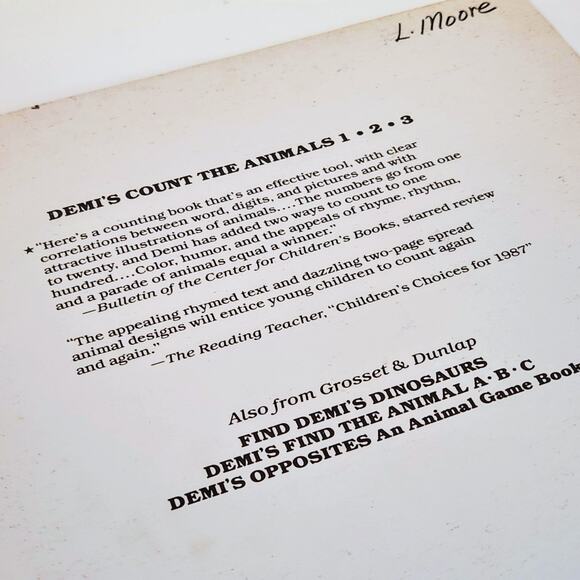 L. Moore
DEMI'S COUNT THE ANIMALS 1 • 2 • 3
★ "Here's a counting book that's an effective tool, with clear
correlations between word, digits, and pictures and with
attractive illustrations of animals....The numbers go from one
to twenty, and Demi has added two ways to count to one
hundred....Color, humor, and the appeals of rhyme, rhythm,
and a parade of animals equal a winner."
—Bulletin of the Center for Children's Books, starred review
"The appealing rhymed text and dazzling two-page spread
animal designs will entice young children to count again
and again."
—The Reading Teacher, "Children's Choices for 1987"
Also from Grosset & Dunlap
FIND DEMI'S DINOSAURS
DEMI'S FIND THE ANIMAL A·B·C
DEMI'S OPPOSITES An Animal Game Book